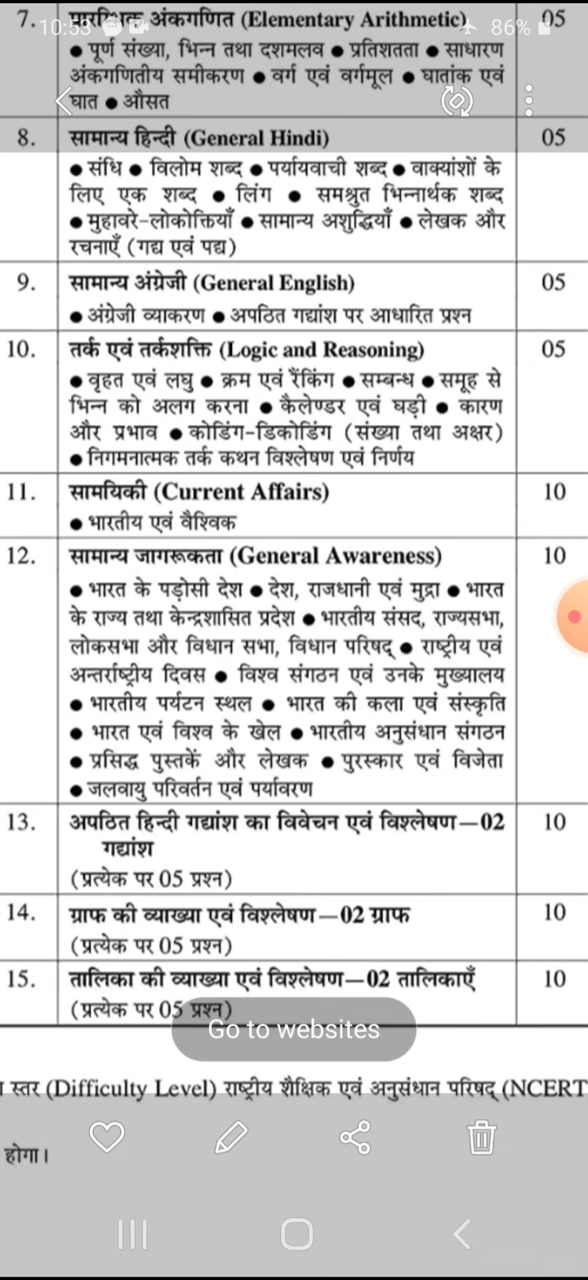 7. प्रारम्भिक अंकगणित (Elementary Arithmetic) 05
10:53 86%
● पूर्ण संख्या, भिन्न तथा दशमलव ● प्रतिशतता ● साधारण
अंकगणितीय समीकरण ● वर्ग एवं वर्गमूल ● घातांक एवं
घात ● औसत
8. सामान्य हिन्दी (General Hindi) 05
● संधि ● विलोम शब्द ● पर्यायवाची शब्द ● वाक्यांशों के
लिए एक शब्द ● लिंग ● समश्रुत भिन्नार्थक शब्द
● मुहावरे-लोकोक्तियाँ ● सामान्य अशुद्धियाँ ● लेखक और
रचनाएँ (गद्य एवं पद्य)
9. सामान्य अंग्रेजी (General English) 05
● अंग्रेजी व्याकरण ● अपठित गद्यांश पर आधारित प्रश्न
10. तर्क एवं तर्कशक्ति (Logic and Reasoning) 05
● वृहत एवं लघु ● क्रम एवं रैंकिंग ● सम्बन्ध ● समूह से
भिन्न को अलग करना ● कैलेण्डर एवं घड़ी ● कारण
और प्रभाव ● कोडिंग-डिकोडिंग (संख्या तथा अक्षर)
● निगमनात्मक तर्क कथन विश्लेषण एवं निर्णय
11. सामयिकी (Current Affairs) 10
● भारतीय एवं वैश्विक
12. सामान्य जागरूकता (General Awareness) 10
● भारत के पड़ोसी देश ● देश, राजधानी एवं मुद्रा ● भारत
के राज्य तथा केन्द्रशासित प्रदेश ● भारतीय संसद, राज्यसभा,
लोकसभा और विधान सभा, विधान परिषद् ● राष्ट्रीय एवं
अन्तर्राष्ट्रीय दिवस ● विश्व संगठन एवं उनके मुख्यालय
● भारतीय पर्यटन स्थल ● भारत की कला एवं संस्कृति
● भारत एवं विश्व के खेल ● भारतीय अनुसंधान संगठन
● प्रसिद्ध पुस्तकें और लेखक ● पुरस्कार एवं विजेता
● जलवायु परिवर्तन एवं पर्यावरण
13. अपठित हिन्दी गद्यांश का विवेचन एवं विश्लेषण—02 10
गद्यांश
(प्रत्येक पर 05 प्रश्न)
14. ग्राफ की व्याख्या एवं विश्लेषण—02 ग्राफ 10
(प्रत्येक पर 05 प्रश्न)
15. तालिका की व्याख्या एवं विश्लेषण—02 तालिकाएँ 10
(प्रत्येक पर 05 प्रश्न)
Go to websites
स्तर (Difficulty Level) राष्ट्रीय शैक्षिक एवं अनुसंधान परिषद् (NCERT
होगा।